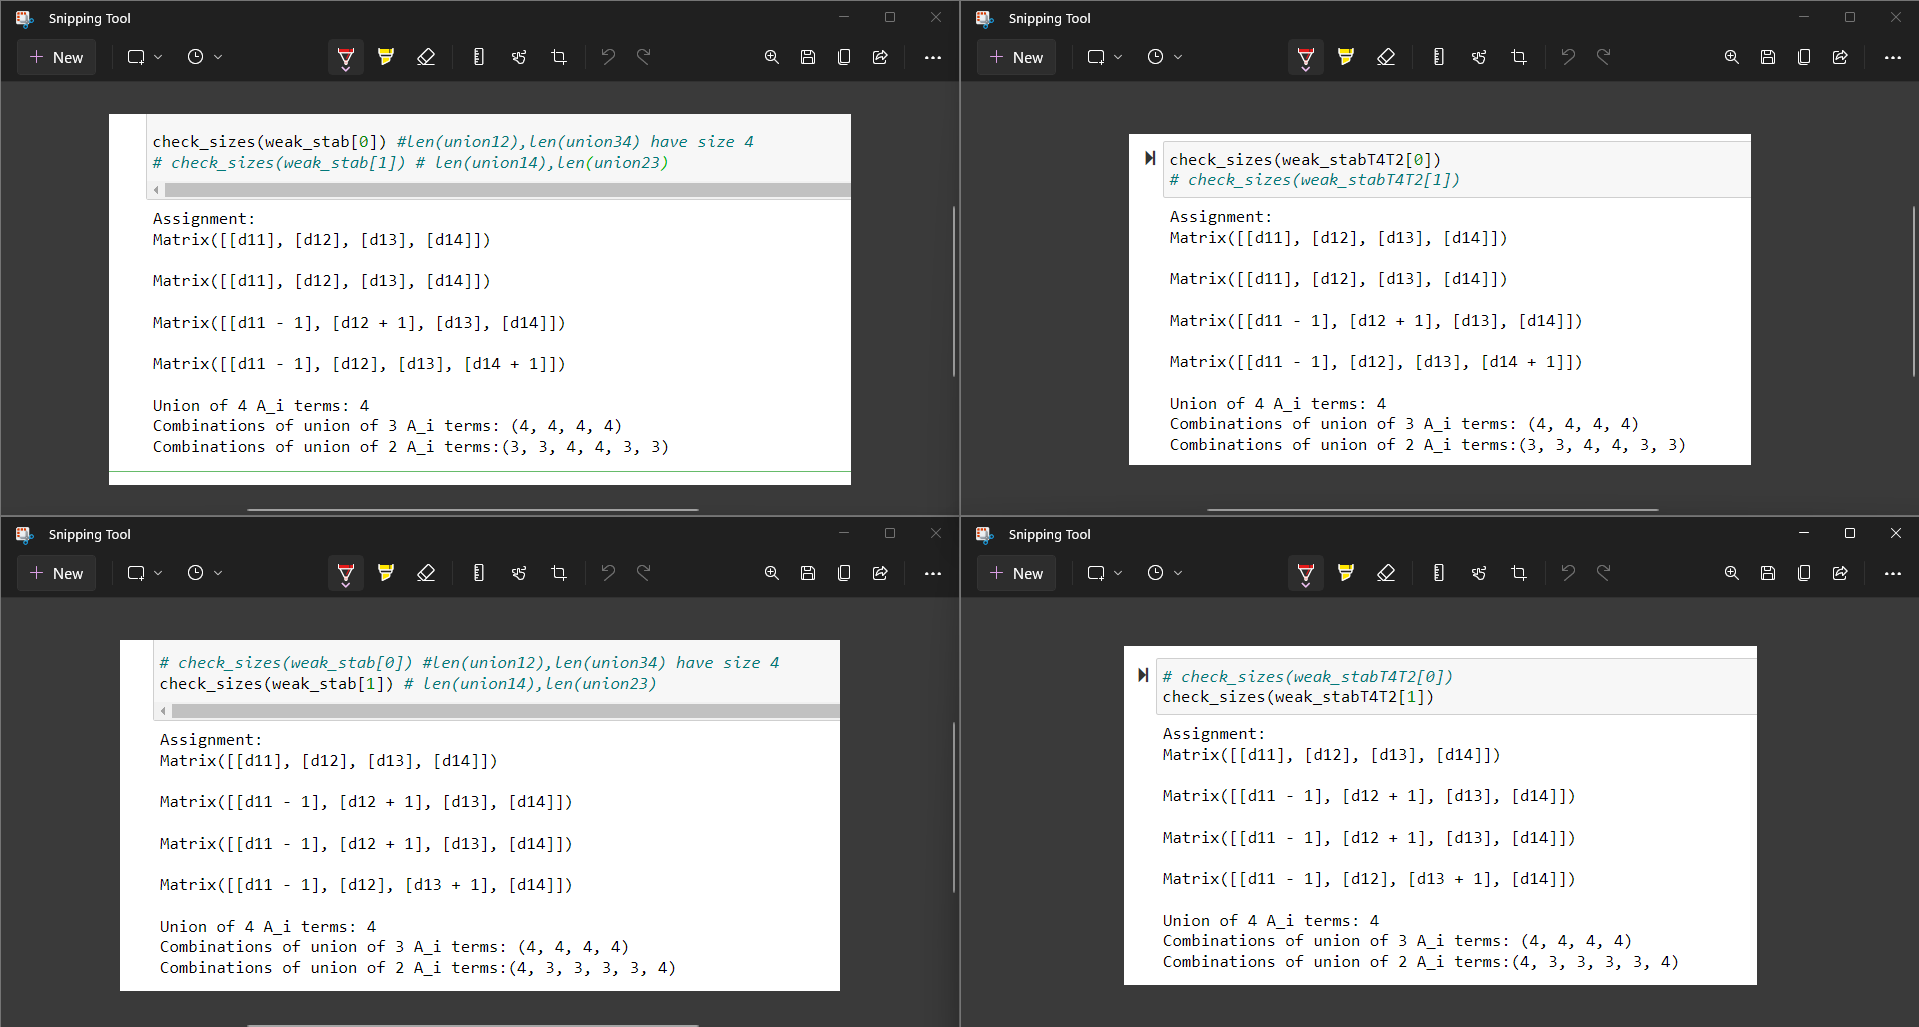 Snipping Tool
New
check_sizes(weak_stab[0]) #len(union12),len(union34) have size 4
# check_sizes(weak_stab[1]) # len(union14),len(union23)
Assignment:
Matrix([[d11], [d12], [d13], [d14]])
Matrix([[d11], [d12], [d13], [d14]])
Matrix([[d11 - 1], [d12 + 1], [d13], [d14]])
Matrix([[d11 - 1], [d12], [d13], [d14 + 1]])
Union of 4 A_i terms: 4
Combinations of union of 3 A_i terms: (4, 4, 4, 4)
Combinations of union of 2 A_i terms:(3, 3, 4, 4, 3, 3)
Snipping Tool
New
check_sizes(weak_stabT4T2[0])
# check_sizes(weak_stabT4T2[1])
Assignment:
Matrix([[d11], [d12], [d13], [d14]])
Matrix([[d11], [d12], [d13], [d14]])
Matrix([[d11 - 1], [d12 + 1], [d13], [d14]])
Matrix([[d11 - 1], [d12], [d13], [d14 + 1]])
Union of 4 A_i terms: 4
Combinations of union of 3 A_i terms: (4, 4, 4, 4)
Combinations of union of 2 A_i terms:(3, 3, 4, 4, 3, 3)
Snipping Tool
New
# check_sizes(weak_stab[0]) #len(union12),len(union34) have size 4
check_sizes(weak_stab[1]) # len(union14),len(union23)
Assignment:
Matrix([[d11], [d12], [d13], [d14]])
Matrix([[d11 - 1], [d12 + 1], [d13], [d14]])
Matrix([[d11 - 1], [d12 + 1], [d13], [d14]])
Matrix([[d11 - 1], [d12], [d13 + 1], [d14]])
Union of 4 A_i terms: 4
Combinations of union of 3 A_i terms: (4, 4, 4, 4)
Combinations of union of 2 A_i terms:(4, 3, 3, 3, 3, 4)
Snipping Tool
New
# check_sizes(weak_stabT4T2[0])
check_sizes(weak_stabT4T2[1])
Assignment:
Matrix([[d11], [d12], [d13], [d14]])
Matrix([[d11 - 1], [d12 + 1], [d13], [d14]])
Matrix([[d11 - 1], [d12 + 1], [d13], [d14]])
Matrix([[d11 - 1], [d12], [d13 + 1], [d14]])
Union of 4 A_i terms: 4
Combinations of union of 3 A_i terms: (4, 4, 4, 4)
Combinations of union of 2 A_i terms:(4, 3, 3, 3, 3, 4)